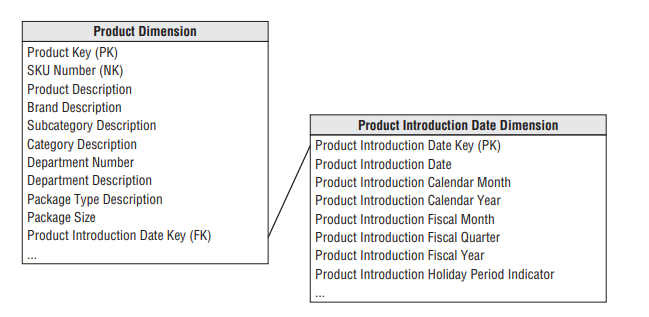 Product Dimension
Product Key (PK)
SKU Number (NK)
Product Description
Brand Description
Subcategory Description
Category Description
Department Number
Department Description
Package Type Description
Package Size
Product Introduction Date Key (FK)
...
Product Introduction Date Dimension
Product Introduction Date Key (PK)
Product Introduction Date
Product Introduction Calendar Month
Product Introduction Calendar Year
Product Introduction Fiscal Month
Product Introduction Fiscal Quarter
Product Introduction Fiscal Year
Product Introduction Holiday Period Indicator
...